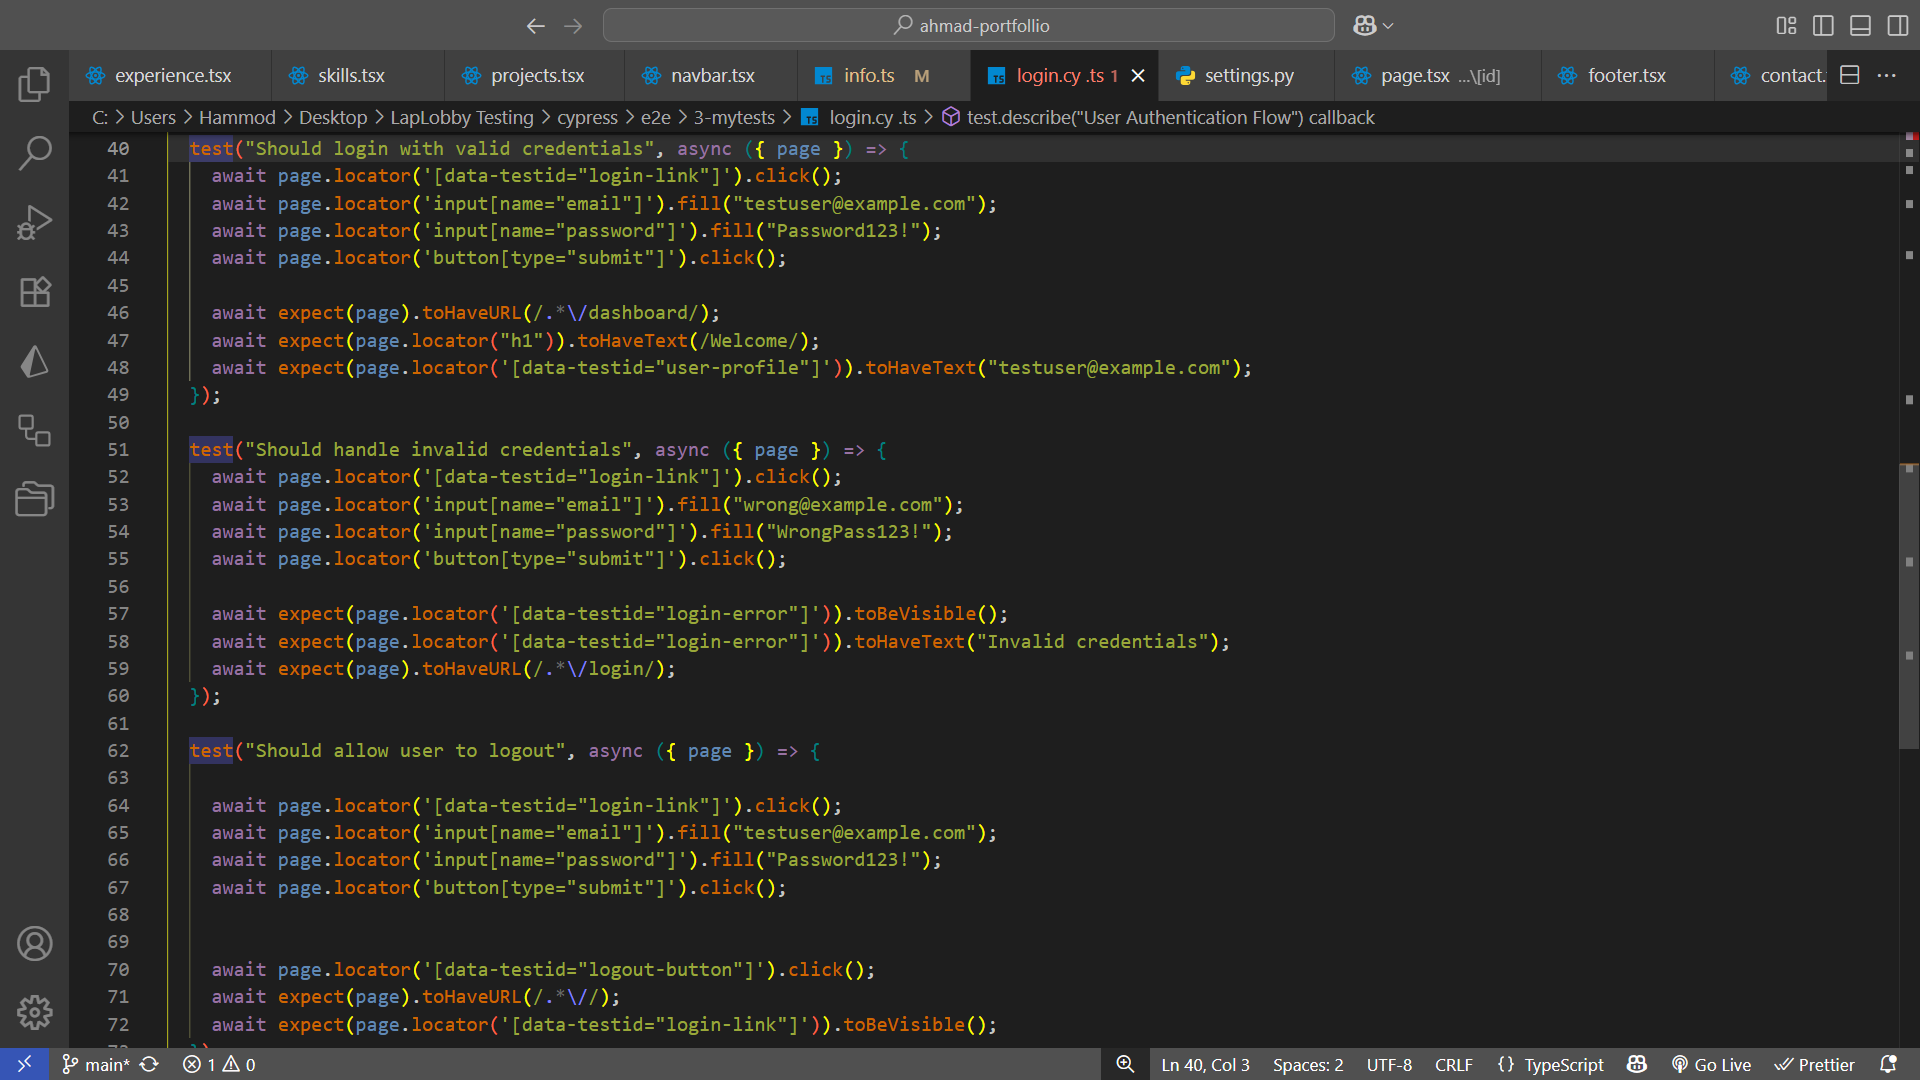 ahmad-portfollio
experience.tsx skills.tsx projects.tsx navbar.tsx info.ts M login.cy .ts 1 settings.py page.tsx ...\[id] footer.tsx contact.
C: > Users > Hammod > Desktop > LapLobby Testing > cypress > e2e > 3-mytests > TS login.cy .ts > test.describe("User Authentication Flow") callback
40 test("Should login with valid credentials", async ({ page }) => {
41 await page.locator('[data-testid="login-link"]').click();
42 await page.locator('input[name="email"]').fill("testuser@example.com");
43 await page.locator('input[name="password"]').fill("Password123!");
44 await page.locator('button[type="submit"]').click();
45
46 await expect(page).toHaveURL(/.*\/dashboard/);
47 await expect(page.locator("h1")).toHaveText(/Welcome/);
48 await expect(page.locator('[data-testid="user-profile"]')).toHaveText("testuser@example.com");
49 });
50
51 test("Should handle invalid credentials", async ({ page }) => {
52 await page.locator('[data-testid="login-link"]').click();
53 await page.locator('input[name="email"]').fill("wrong@example.com");
54 await page.locator('input[name="password"]').fill("WrongPass123!");
55 await page.locator('button[type="submit"]').click();
56
57 await expect(page.locator('[data-testid="login-error"]')).toBeVisible();
58 await expect(page.locator('[data-testid="login-error"]')).toHaveText("Invalid credentials");
59 await expect(page).toHaveURL(/.*\/login/);
60 });
61
62 test("Should allow user to logout", async ({ page }) => {
63
64 await page.locator('[data-testid="login-link"]').click();
65 await page.locator('input[name="email"]').fill("testuser@example.com");
66 await page.locator('input[name="password"]').fill("Password123!");
67 await page.locator('button[type="submit"]').click();
68
69
70 await page.locator('[data-testid="logout-button"]').click();
71 await expect(page).toHaveURL(/.*\//);
72 await expect(page.locator('[data-testid="login-link"]')).toBeVisible();
main* 1 0 Ln 40, Col 3 Spaces: 2 UTF-8 CRLF {} TypeScript Go Live Prettier